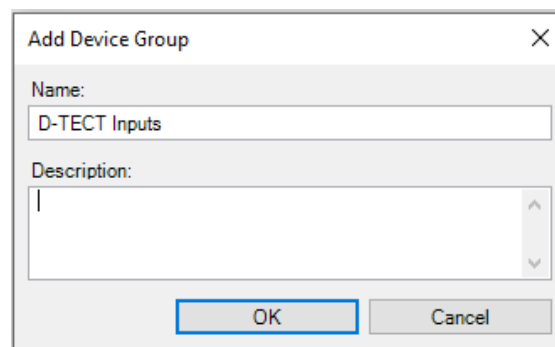 Add Device Group
Name:
D-TECT Inputs
Description:
OK Cancel